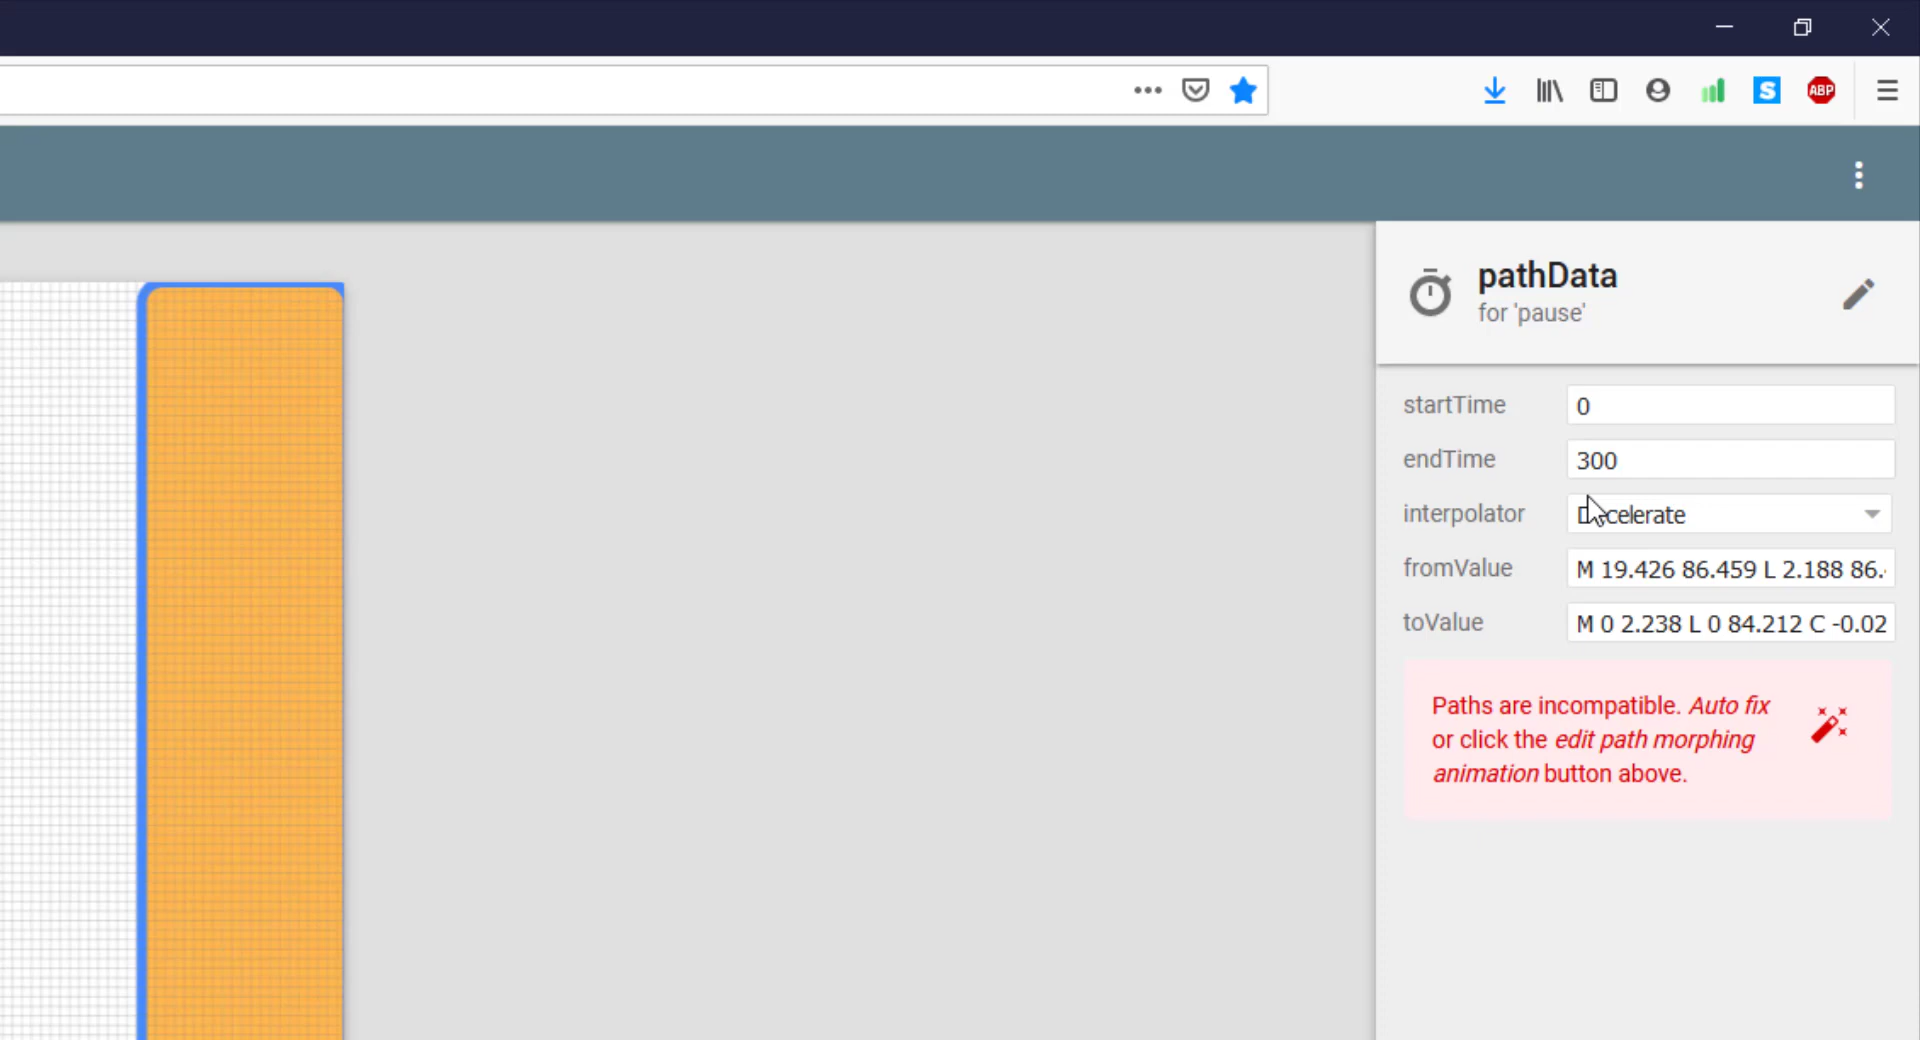 S
ABP
pathData
for 'pause'
startTime
0
endTime
300
interpolator
fromValue
M 19.426 86.459 L 2.188 86.
toValue
M 0 2.238 L 0 84.212 C -0.02
Paths are incompatible. Auto fix
or click the edit path morphing
animation button above.